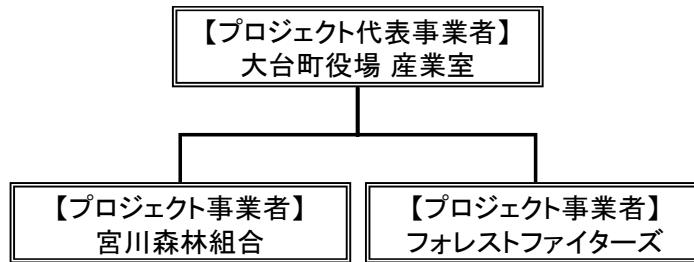 【プロジェクト代表事業者】
大台町役場 産業室
【プロジェクト事業者】
宮川森林組合
【プロジェクト事業者】
フォレストファイターズ